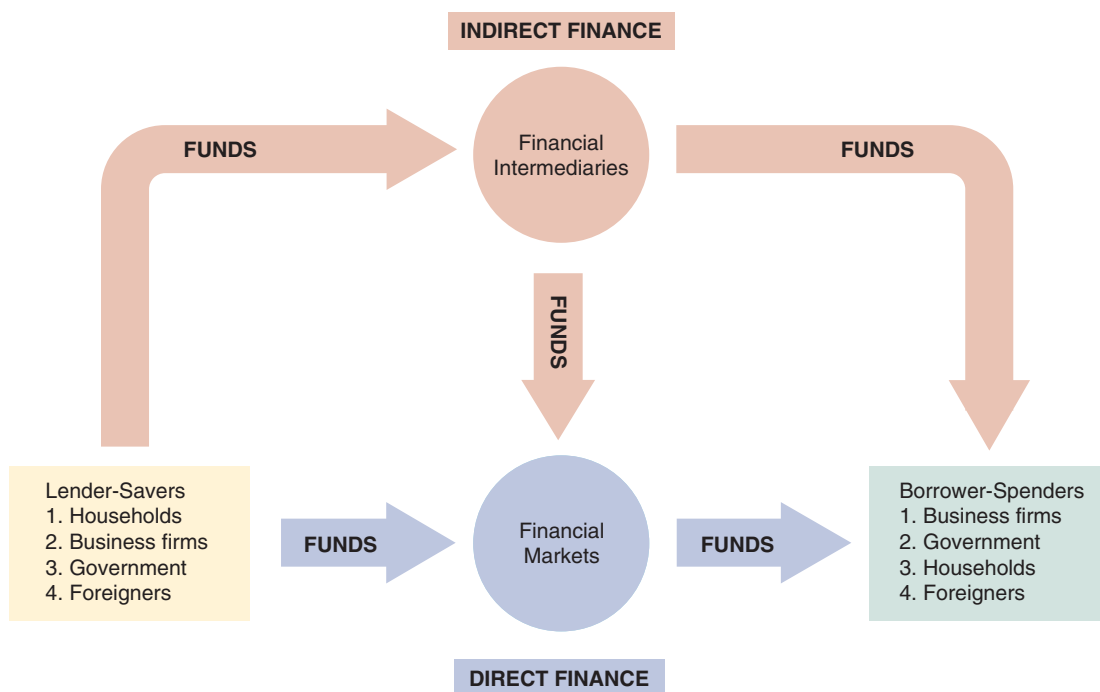 INDIRECT FINANCE
FUNDS
Financial
Intermediaries
FUNDS
FUNDS
Lender-Savers
1. Households
2. Business firms
3. Government
4. Foreigners
FUNDS
Financial
Markets
FUNDS
Borrower-Spenders
1. Business firms
2. Government
3. Households
4. Foreigners
DIRECT FINANCE